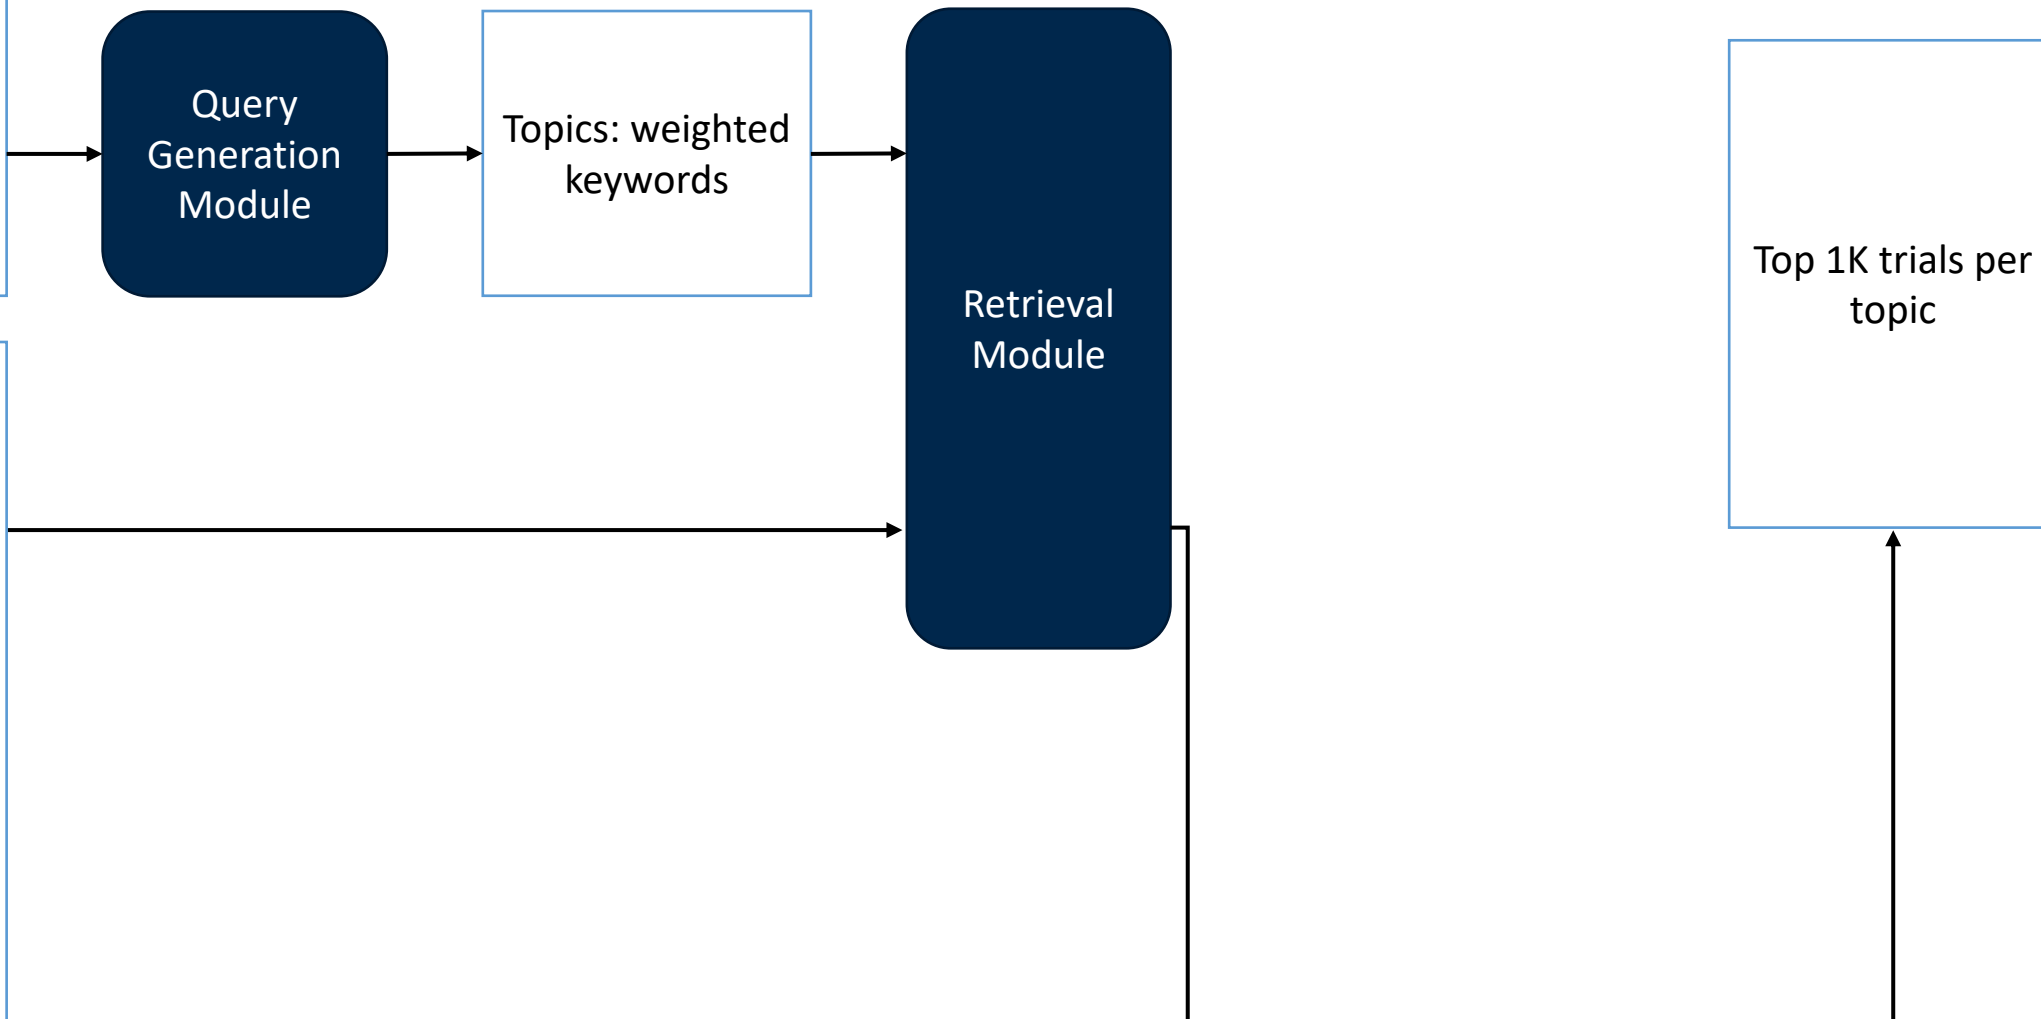 Query
Generation
Module
Topics: weighted
keywords
Retrieval
Module
Top 1K trials per
topic